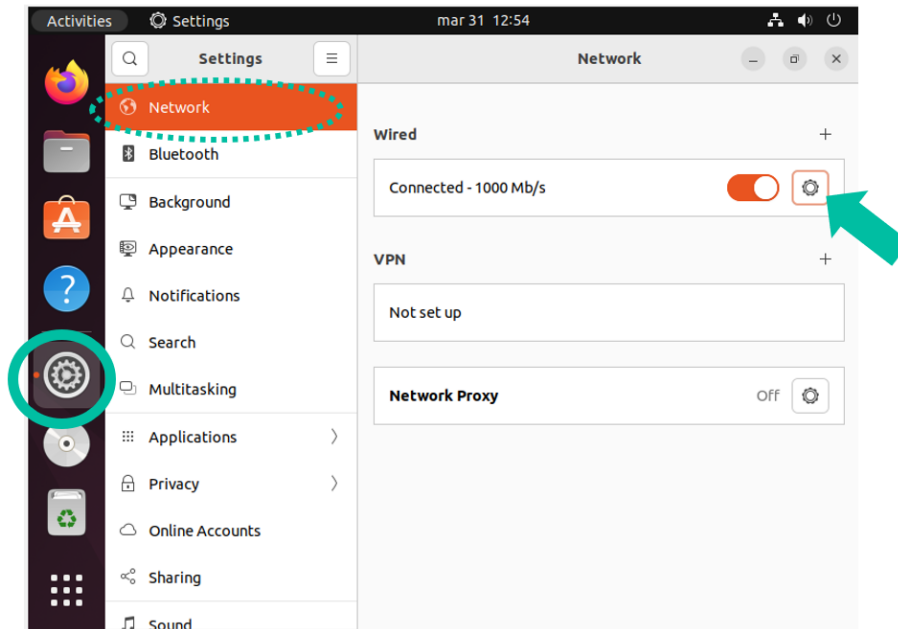 Activities
Settings
mar 31 12:54
Settings
Network
Network
Bluetooth
Background
Appearance
Notifications
Search
Multitasking
Applications
Privacy
Online Accounts
Sharing
Sound
Wired
Connected - 1000 Mb/s
VPN
Not set up
Network Proxy
Off